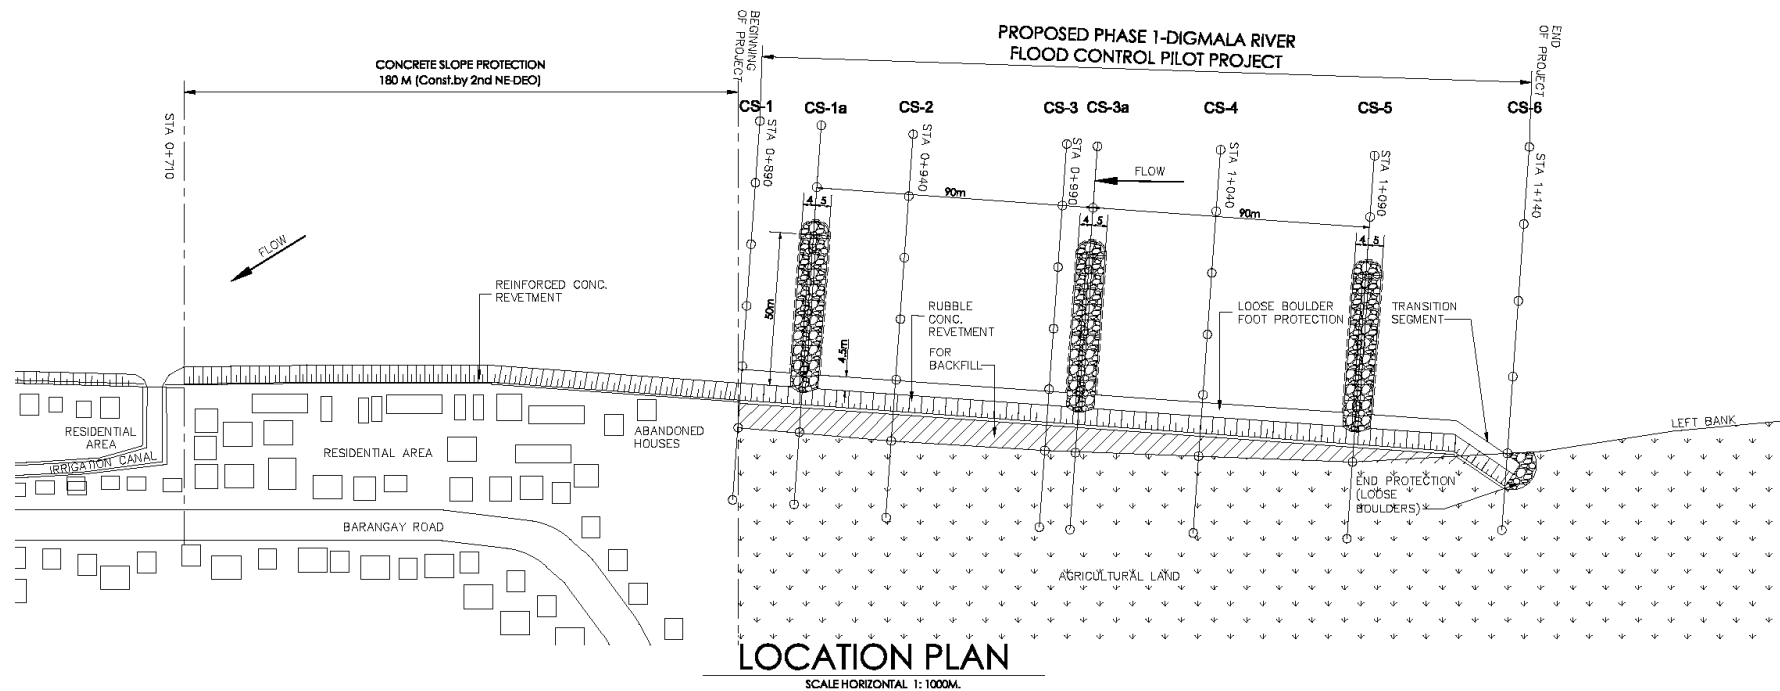 BEGINNING
OF PROJECT
PROPOSED PHASE 1-DIGMALA RIVER
FLOOD CONTROL PILOT PROJECT
END
OF PROJECT
CONCRETE SLOPE PROTECTION
180 M (Const.by 2nd NE-DEO)
CS-1
CS-1a
CS-2
CS-3
CS-3a
CS-4
CS-5
CS-6
STA 0+710
STA 0+890
STA 0+940
STA 0+990
STA 1+040
STA 1+090
STA 1+140
FLOW
90m
90m
4
5
4
5
4
5
FLOW
50m
4.5m
REINFORCED CONC.
REVETMENT
RUBBLE
CONC.
REVETMENT
FOR
BACKFILL
LOOSE BOULDER
FOOT PROTECTION
TRANSITION
SEGMENT
RESIDENTIAL
AREA
IRRIGATION CANAL
RESIDENTIAL AREA
ABANDONED
HOUSES
LEFT BANK
END PROTECTION
(LOOSE
BOULDERS)
BARANGAY ROAD
AGRICULTURAL LAND
LOCATION PLAN
SCALE HORIZONTAL 1: 1000M.